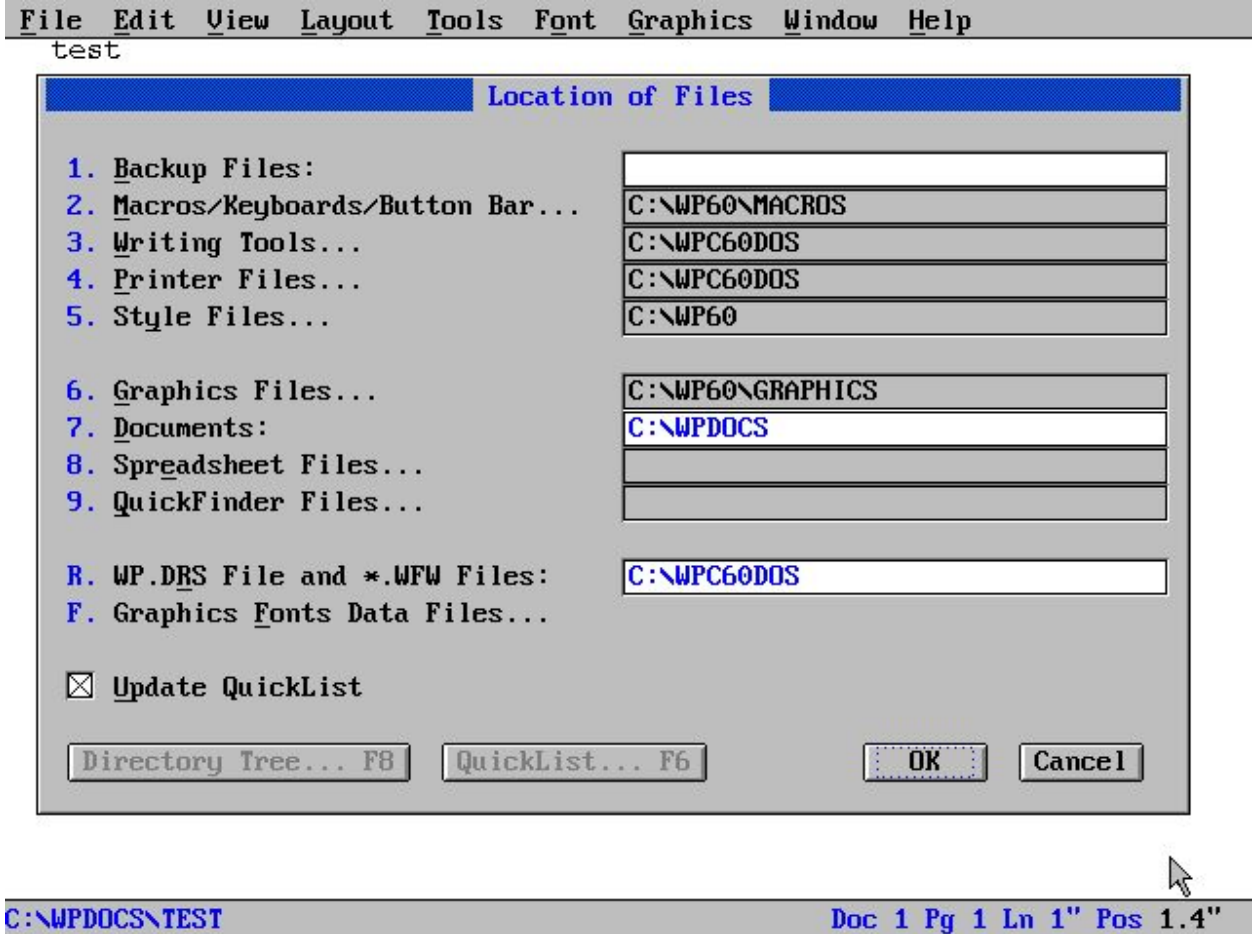 File Edit View Layout Tools Font Graphics Window Help
test
Location of Files
1. Backup Files:
2. Macros/Keyboards/Button Bar... C:\WP60\MACROS
3. Writing Tools... C:\WPC60DOS
4. Printer Files... C:\WPC60DOS
5. Style Files... C:\WP60
6. Graphics Files... C:\WP60\GRAPHICS
7. Documents: C:\WPDOCS
8. Spreadsheet Files...
9. QuickFinder Files...
R. WP.DRS File and *.WFW Files: C:\WPC60DOS
F. Graphics Fonts Data Files...
Update QuickList
Directory Tree... F8 QuickList... F6 OK Cancel
C:\WPDOCS\TEST Doc 1 Pg 1 Ln 1" Pos 1.4"